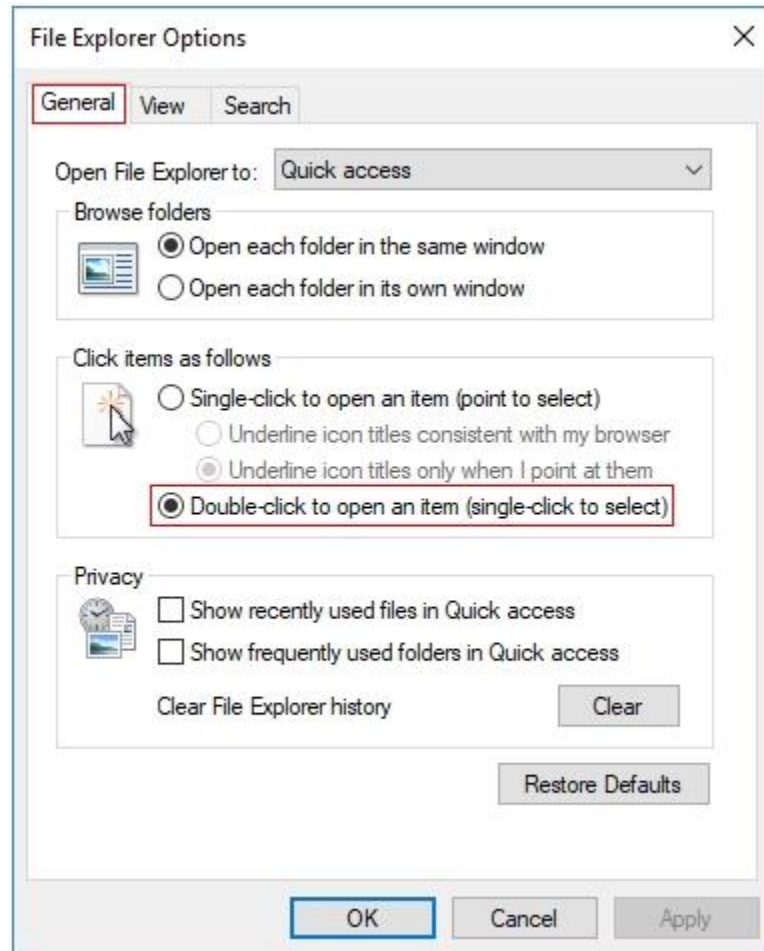 File Explorer Options
General View Search
Open File Explorer to: Quick access
Browse folders
Open each folder in the same window
Open each folder in its own window
Click items as follows
Single-click to open an item (point to select)
Underline icon titles consistent with my browser
Underline icon titles only when I point at them
Double-click to open an item (single-click to select)
Privacy
Show recently used files in Quick access
Show frequently used folders in Quick access
Clear File Explorer history Clear
Restore Defaults
OK Cancel Apply